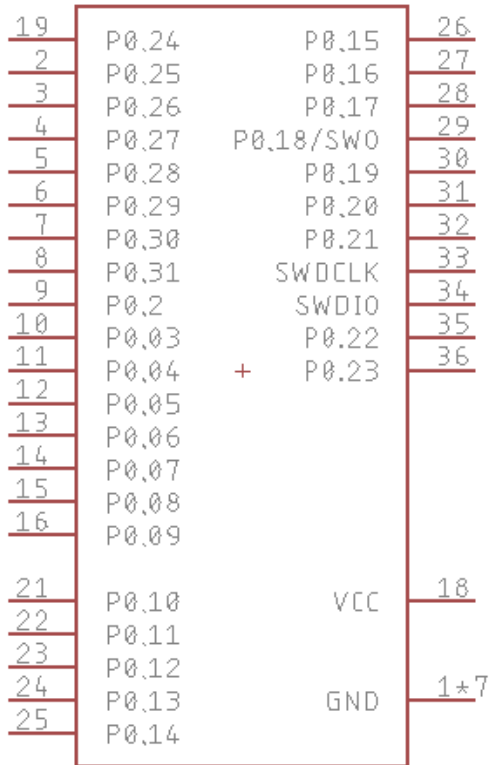 19 P0.24 P0.15 26
2 P0.25 P0.16 27
3 P0.26 P0.17 28
4 P0.27 P0.18/SWO 29
5 P0.28 P0.19 30
6 P0.29 P0.20 31
7 P0.30 P0.21 32
8 P0.31 SWDCLK 33
9 P0.2 SWDIO 34
10 P0.03 P0.22 35
11 P0.04 + P0.23 36
12 P0.05
13 P0.06
14 P0.07
15 P0.08
16 P0.09
21 P0.10 VCC 18
22 P0.11
23 P0.12
24 P0.13 GND 1*7
25 P0.14